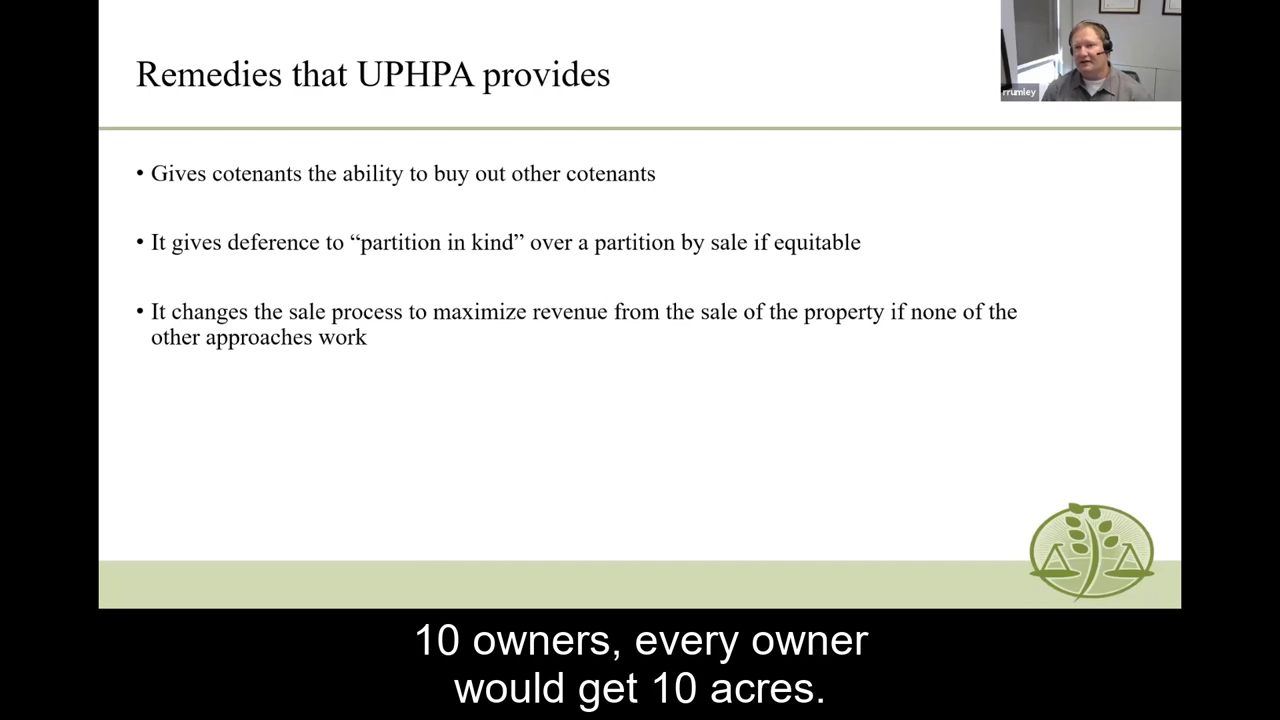 Remedies that UPHPA provides
rrumley
• Gives cotenants the ability to buy out other cotenants
• It gives deference to “partition in kind” over a partition by sale if equitable
• It changes the sale process to maximize revenue from the sale of the property if none of the
other approaches work
10 owners, every owner
would get 10 acres.